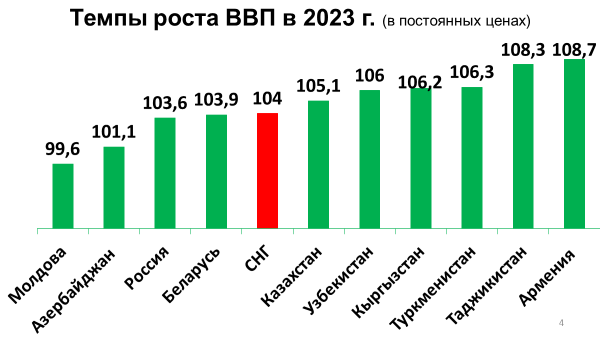 Темпы роста ВВП в 2023 г. (в постоянных ценах)
99,6
101,1
103,6
103,9
104
105,1
106
106,2
106,3
108,3
108,7
Молдова
Азербайджан
Россия
Беларусь
СНГ
Казахстан
Узбекистан
Кыргызстан
Туркменистан
Таджикистан
Армения
4